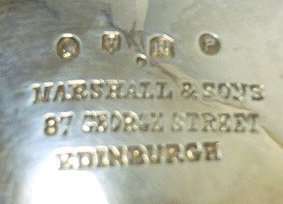 MARSHALL & SONS
87 GEORGE STREET
EDINBURGH